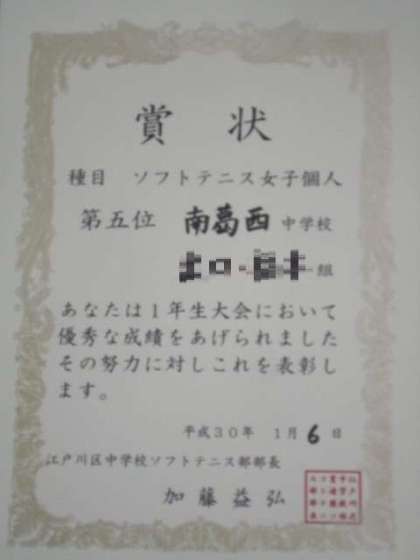 賞 状
種目 ソフトテニス女子個人
第五位 南葛西 中学校
組
あなたは1年生大会において
優秀な成績をあげられました
その努力に対しこれを表彰し
ます。
平成30年 1月 6日
江戸川区中学校ソフトテニス部部長
加藤益弘